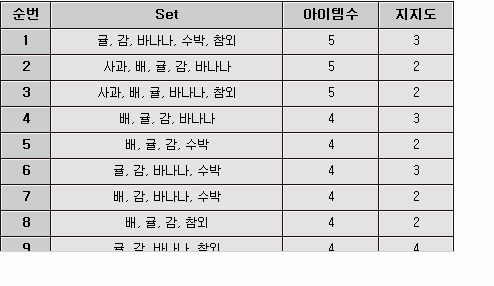 순번 Set 아이템수 지지도
1 귤, 감, 바나나, 수박, 참외 5 3
2 사과, 배, 귤, 감, 바나나 5 2
3 사과, 배, 귤, 바나나, 참외 5 2
4 배, 귤, 감, 바나나 4 3
5 배, 귤, 감, 수박 4 2
6 귤, 감, 바나나, 수박 4 3
7 배, 감, 바나나, 수박 4 2
8 배, 귤, 감, 참외 4 2
9 귤, 감, 바나나, 참외 4 4